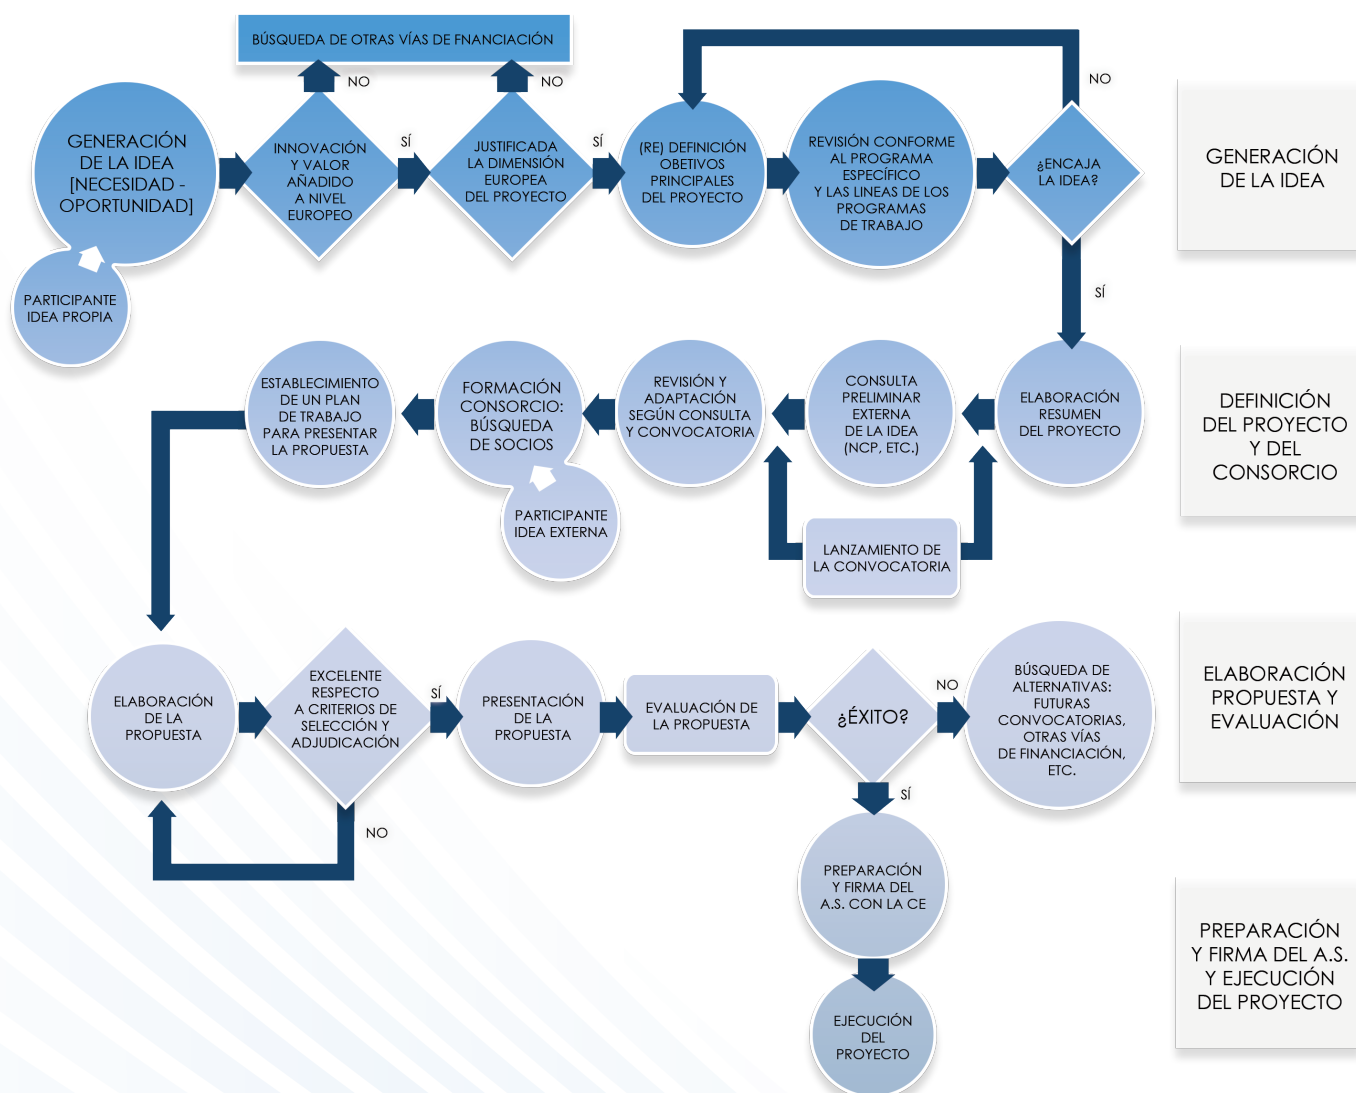 BÚSQUEDA DE OTRAS VÍAS DE FNANCIACIÓN
NO
NO
NO
GENERACIÓN
DE LA IDEA
[NECESIDAD -
OPORTUNIDAD]
PARTICIPANTE
IDEA PROPIA
INNOVACIÓN
Y VALOR
AÑADIDO
A NIVEL
EUROPEO
SÍ
JUSTIFICADA
LA DIMENSIÓN
EUROPEA
DEL PROYECTO
SÍ
(RE) DEFINICIÓN
OBETIVOS
PRINCIPALES
DEL PROYECTO
REVISIÓN CONFORME
AL PROGRAMA
ESPECÍFICO
Y LAS LINEAS DE LOS
PROGRAMAS
DE TRABAJO
¿ENCAJA
LA IDEA?
SÍ
GENERACIÓN
DE LA IDEA
ESTABLECIMIENTO
DE UN PLAN
DE TRABAJO
PARA PRESENTAR
LA PROPUESTA
FORMACIÓN
CONSORCIO:
BÚSQUEDA
DE SOCIOS
PARTICIPANTE
IDEA EXTERNA
REVISIÓN Y
ADAPTACIÓN
SEGÚN CONSULTA
Y CONVOCATORIA
CONSULTA
PRELIMINAR
EXTERNA
DE LA IDEA
(NCP, ETC.)
ELABORACIÓN
RESUMEN
DEL PROYECTO
LANZAMIENTO DE
LA CONVOCATORIA
DEFINICIÓN
DEL PROYECTO
Y DEL
CONSORCIO
ELABORACIÓN
DE LA
PROPUESTA
EXCELENTE
RESPECTO
A CRITERIOS DE
SELECCIÓN Y
ADJUDICACIÓN
SÍ
NO
PRESENTACIÓN
DE LA
PROPUESTA
EVALUACIÓN DE
LA PROPUESTA
¿ÉXITO?
NO
SÍ
BÚSQUEDA DE
ALTERNATIVAS:
FUTURAS
CONVOCATORIAS,
OTRAS VÍAS
DE FINANCIACIÓN,
ETC.
ELABORACIÓN
PROPUESTA Y
EVALUACIÓN
PREPARACIÓN
Y FIRMA DEL
A.S. CON LA CE
EJECUCIÓN
DEL
PROYECTO
PREPARACIÓN
Y FIRMA DEL A.S.
Y EJECUCIÓN
DEL PROYECTO